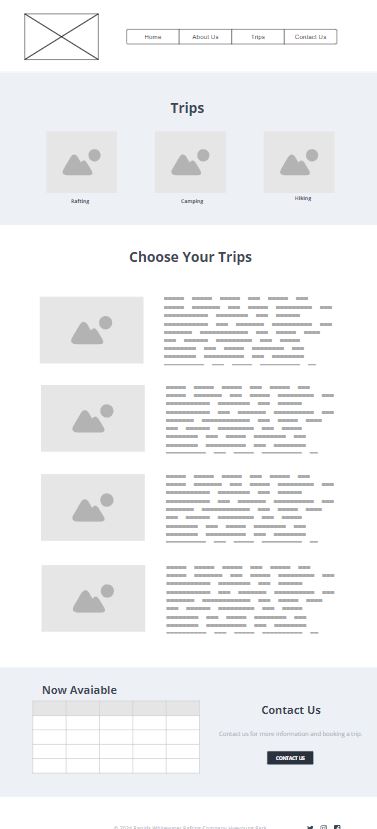 Home
About Us
Trips
Contact Us
Trips
Rafting
Camping
Hiking
Choose Your Trips
Now Avaiable
Contact Us
Contact us for more information and booking a trip.
CONTACT US